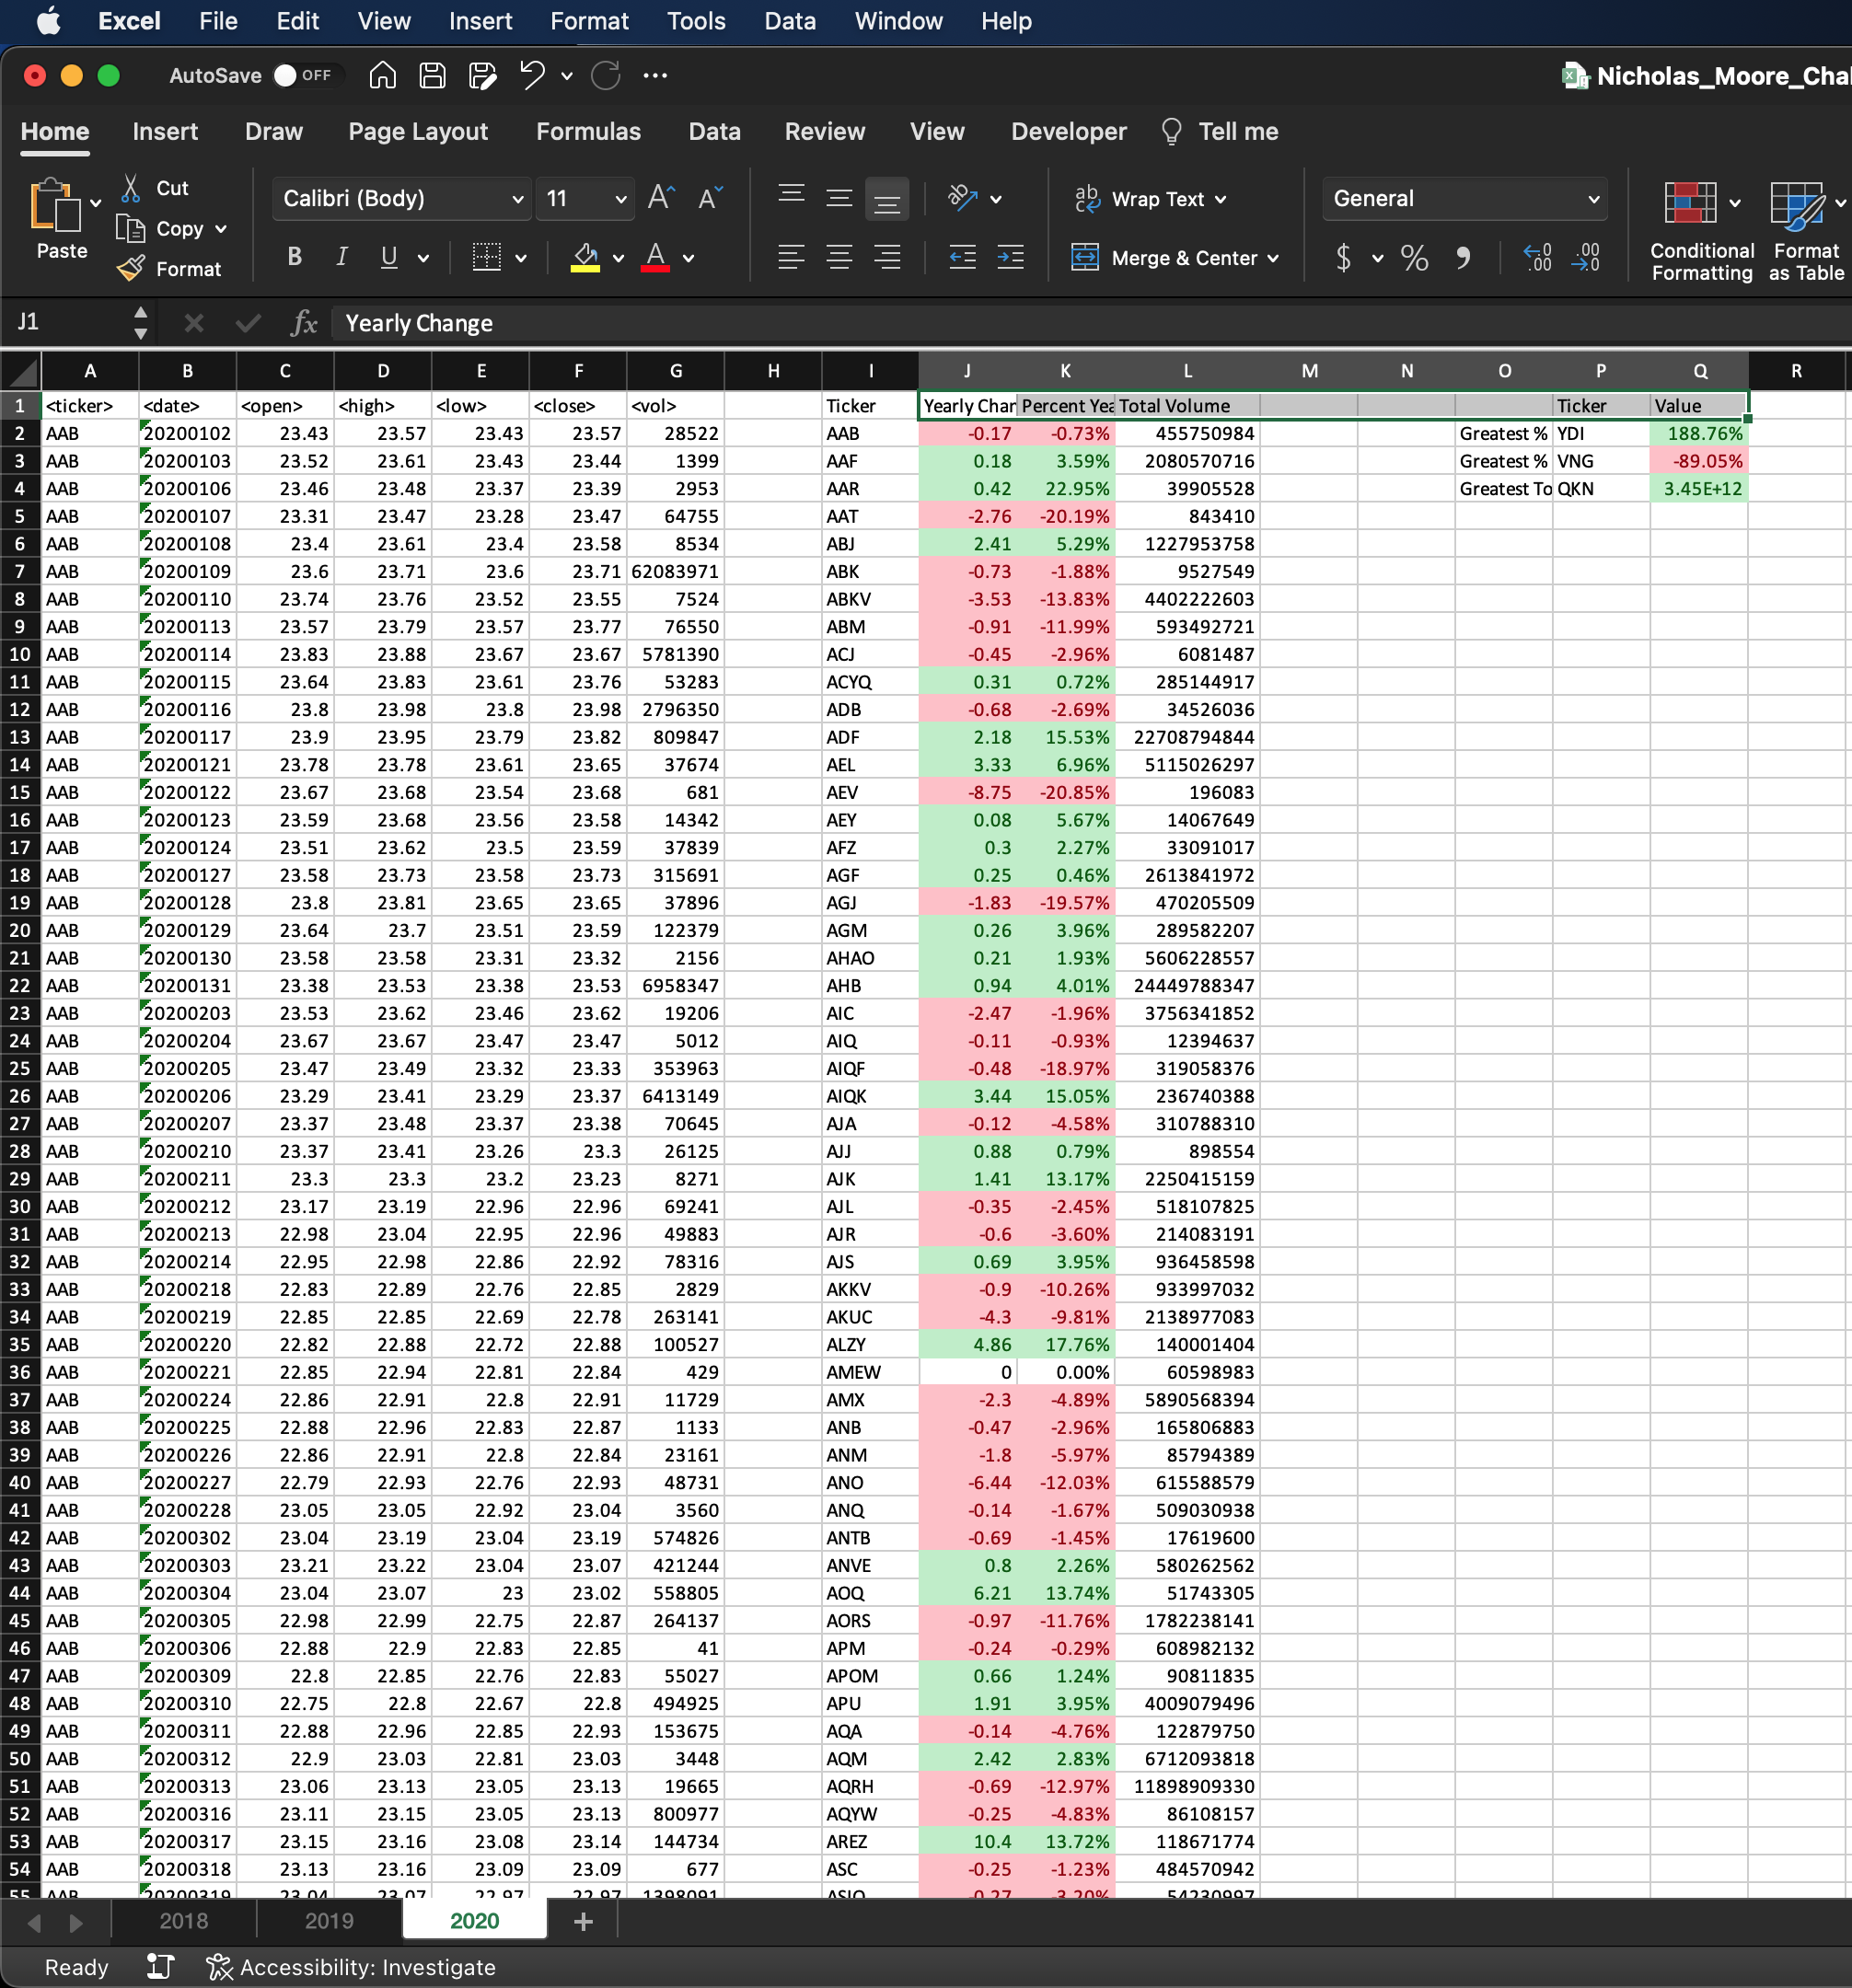 Excel File Edit View Insert Format Tools Data Window Help
AutoSave OFF Nicholas_Moore_Chal
Home Insert Draw Page Layout Formulas Data Review View Developer Tell me
Paste Cut Copy Format Calibri (Body) 11 Wrap Text Merge & Center General Conditional Formatting Format as Table
J1 fx Yearly Change
A B C D E F G H I J K L M N O P Q R
1 <ticker> <date> <open> <high> <low> <close> <vol> Ticker Yearly Char Percent Yea Total Volume Ticker Value
2 AAB 20200102 23.43 23.57 23.43 23.57 28522 AAB -0.17 -0.73% 455750984 Greatest % YDI 188.76%
3 AAB 20200103 23.52 23.61 23.43 23.44 1399 AAF 0.18 3.59% 2080570716 Greatest % VNG -89.05%
4 AAB 20200106 23.46 23.48 23.37 23.39 2953 AAR 0.42 22.95% 39905528 Greatest To QKN 3.45E+12
5 AAB 20200107 23.31 23.47 23.28 23.47 64755 AAT -2.76 -20.19% 843410
6 AAB 20200108 23.4 23.61 23.4 23.58 8534 ABJ 2.41 5.29% 1227953758
7 AAB 20200109 23.6 23.71 23.6 23.71 62083971 ABK -0.73 -1.88% 9527549
8 AAB 20200110 23.74 23.76 23.52 23.55 7524 ABKV -3.53 -13.83% 4402222603
9 AAB 20200113 23.57 23.79 23.57 23.77 76550 ABM -0.91 -11.99% 593492721
10 AAB 20200114 23.83 23.88 23.67 23.67 5781390 ACJ -0.45 -2.96% 6081487
11 AAB 20200115 23.64 23.83 23.61 23.76 53283 ACYQ 0.31 0.72% 285144917
12 AAB 20200116 23.8 23.98 23.8 23.98 2796350 ADB -0.68 -2.69% 34526036
13 AAB 20200117 23.9 23.95 23.79 23.82 809847 ADF 2.18 15.53% 22708794844
14 AAB 20200121 23.78 23.78 23.61 23.65 37674 AEL 3.33 6.96% 5115026297
15 AAB 20200122 23.67 23.68 23.54 23.68 681 AEV -8.75 -20.85% 196083
16 AAB 20200123 23.59 23.68 23.56 23.58 14342 AEY 0.08 5.67% 14067649
17 AAB 20200124 23.51 23.62 23.5 23.59 37839 AFZ 0.3 2.27% 33091017
18 AAB 20200127 23.58 23.73 23.58 23.73 315691 AGF 0.25 0.46% 2613841972
19 AAB 20200128 23.8 23.81 23.65 23.65 37896 AGJ -1.83 -19.57% 470205509
20 AAB 20200129 23.64 23.7 23.51 23.59 122379 AGM 0.26 3.96% 289582207
21 AAB 20200130 23.58 23.58 23.31 23.32 2156 AHAO 0.21 1.93% 5606228557
22 AAB 20200131 23.38 23.53 23.38 23.53 6958347 AHB 0.94 4.01% 24449788347
23 AAB 20200203 23.53 23.62 23.46 23.62 19206 AIC -2.47 -1.96% 3756341852
24 AAB 20200204 23.67 23.67 23.47 23.47 5012 AIQ -0.11 -0.93% 12394637
25 AAB 20200205 23.47 23.49 23.32 23.33 353963 AIQF -0.48 -18.97% 319058376
26 AAB 20200206 23.29 23.41 23.29 23.37 6413149 AIQK 3.44 15.05% 236740388
27 AAB 20200207 23.37 23.48 23.37 23.38 70645 AJA -0.12 -4.58% 310788310
28 AAB 20200210 23.37 23.41 23.26 23.3 26125 AJJ 0.88 0.79% 898554
29 AAB 20200211 23.3 23.3 23.2 23.23 8271 AJK 1.41 13.17% 2250415159
30 AAB 20200212 23.17 23.19 22.96 22.96 69241 AJL -0.35 -2.45% 518107825
31 AAB 20200213 22.98 23.04 22.95 22.96 49883 AJR -0.6 -3.60% 214083191
32 AAB 20200214 22.95 22.98 22.86 22.92 78316 AJS 0.69 3.95% 936458598
33 AAB 20200218 22.83 22.89 22.76 22.85 2829 AKKV -0.9 -10.26% 933997032
34 AAB 20200219 22.85 22.85 22.69 22.78 263141 AKUC -4.3 -9.81% 2138977083
35 AAB 20200220 22.82 22.88 22.72 22.88 100527 ALZY 4.86 17.76% 140001404
36 AAB 20200221 22.85 22.94 22.81 22.84 429 AMEW 0 0.00% 60598983
37 AAB 20200224 22.86 22.91 22.8 22.91 11729 AMX -2.3 -4.89% 5890568394
38 AAB 20200225 22.88 22.96 22.83 22.87 1133 ANB -0.47 -2.96% 165806883
39 AAB 20200226 22.86 22.91 22.8 22.84 23161 ANM -1.8 -5.97% 85794389
40 AAB 20200227 22.79 22.93 22.76 22.93 48731 ANO -6.44 -12.03% 615588579
41 AAB 20200228 23.05 23.05 22.92 23.04 3560 ANQ -0.14 -1.67% 509030938
42 AAB 20200302 23.04 23.19 23.04 23.19 574826 ANTB -0.69 -1.45% 17619600
43 AAB 20200303 23.21 23.22 23.04 23.07 421244 ANVE 0.8 2.26% 580262562
44 AAB 20200304 23.04 23.07 23 23.02 558805 AOQ 6.21 13.74% 51743305
45 AAB 20200305 22.98 22.99 22.75 22.87 264137 AORS -0.97 -11.76% 1782238141
46 AAB 20200306 22.88 22.9 22.83 22.85 41 APM -0.24 -0.29% 608982132
47 AAB 20200309 22.8 22.85 22.76 22.83 55027 APOM 0.66 1.24% 90811835
48 AAB 20200310 22.75 22.8 22.67 22.8 494925 APU 1.91 3.95% 4009079496
49 AAB 20200311 22.88 22.96 22.85 22.93 153675 AQA -0.14 -4.76% 122879750
50 AAB 20200312 22.9 23.03 22.81 23.03 3448 AQM 2.42 2.83% 6712093818
51 AAB 20200313 23.06 23.13 23.05 23.13 19665 AQRH -0.69 -12.97% 11898909330
52 AAB 20200316 23.11 23.15 23.05 23.13 800977 AQYW -0.25 -4.83% 86108157
53 AAB 20200317 23.15 23.16 23.08 23.14 144734 AREZ 10.4 13.72% 118671774
54 AAB 20200318 23.13 23.16 23.09 23.09 677 ASC -0.25 -1.23% 484570942
55 AAB 20200319 23.04 23.07 22.97 22.97 1398091 ASIO -0.27 -3.20% 54230997
2018 2019 2020 +
Ready Accessibility: Investigate